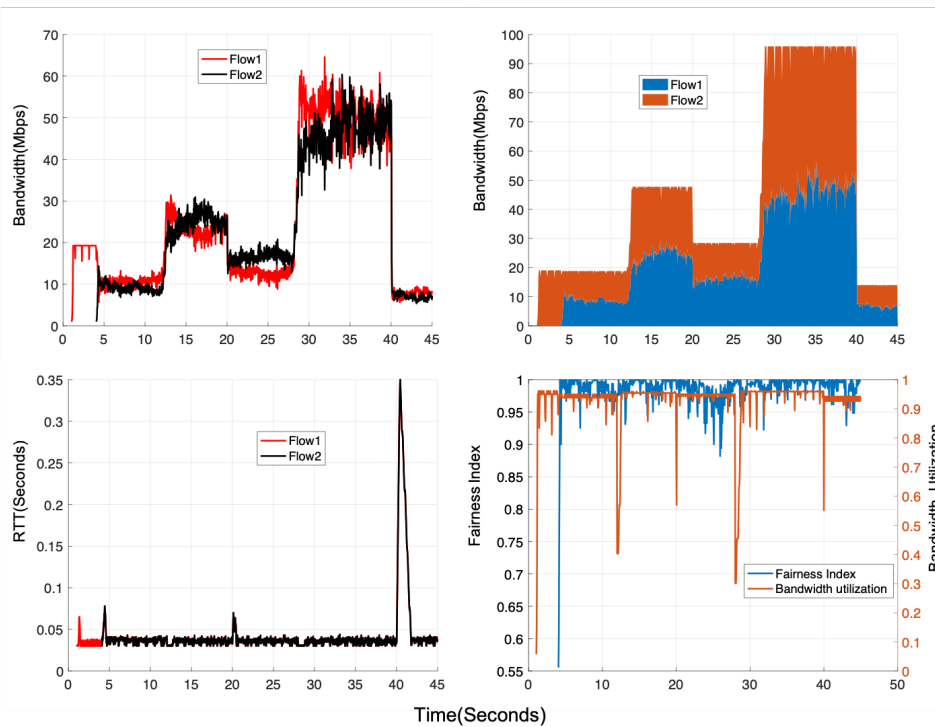 70
60
50
40
30
20
10
0
Bandwidth(Mbps)
Flow1
Flow2
0 5 10 15 20 25 30 35 40 45
100
90
80
70
60
50
40
30
20
10
0
Bandwidth(Mbps)
Flow1
Flow2
0 5 10 15 20 25 30 35 40 45
0.35
0.3
0.25
0.2
0.15
0.1
0.05
0
RTT(Seconds)
Flow1
Flow2
0 5 10 15 20 25 30 35 40 45
1
0.95
0.9
0.85
0.8
0.75
0.7
0.65
0.6
0.55
Fairness Index
Fairness Index
Bandwidth utilization
0 10 20 30 40 50
1
0.9
0.8
0.7
0.6
0.5
0.4
0.3
0.2
0.1
0
Bandwidth Utilization
Time(Seconds)